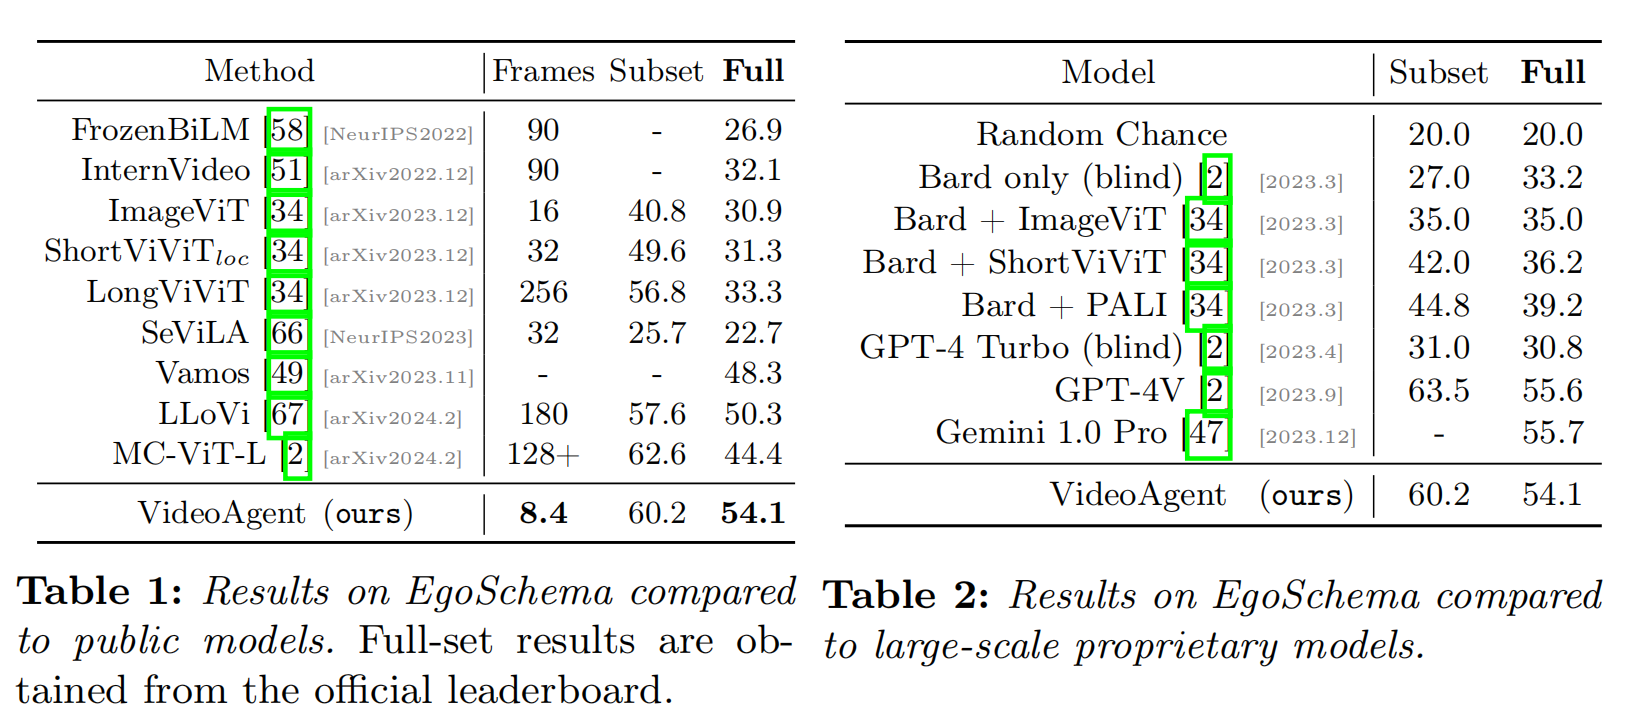 Method Frames Subset Full
FrozenBiLM [58] [NeurIPS2022] 90 - 26.9
InternVideo [51] [arXiv2022.12] 90 - 32.1
ImageViT [34] [arXiv2023.12] 16 40.8 30.9
ShortViViTloc [34] [arXiv2023.12] 32 49.6 31.3
LongViViT [34] [arXiv2023.12] 256 56.8 33.3
SeViLA [66] [NeurIPS2023] 32 25.7 22.7
Vamos [49] [arXiv2023.11] - - 48.3
LLoVi [67] [arXiv2024.2] 180 57.6 50.3
MC-ViT-L [2] [arXiv2024.2] 128+ 62.6 44.4
VideoAgent (ours) 8.4 60.2 54.1
Table 1: Results on EgoSchema compared
to public models. Full-set results are ob-
tained from the official leaderboard.
Model Subset Full
Random Chance 20.0 20.0
Bard only (blind) [2] [2023.3] 27.0 33.2
Bard + ImageViT [34] [2023.3] 35.0 35.0
Bard + ShortViViT [34] [2023.3] 42.0 36.2
Bard + PALI [34] [2023.3] 44.8 39.2
GPT-4 Turbo (blind) [2] [2023.4] 31.0 30.8
GPT-4V [2] [2023.9] 63.5 55.6
Gemini 1.0 Pro [47] [2023.12] - 55.7
VideoAgent (ours) 60.2 54.1
Table 2: Results on EgoSchema compared
to large-scale proprietary models.